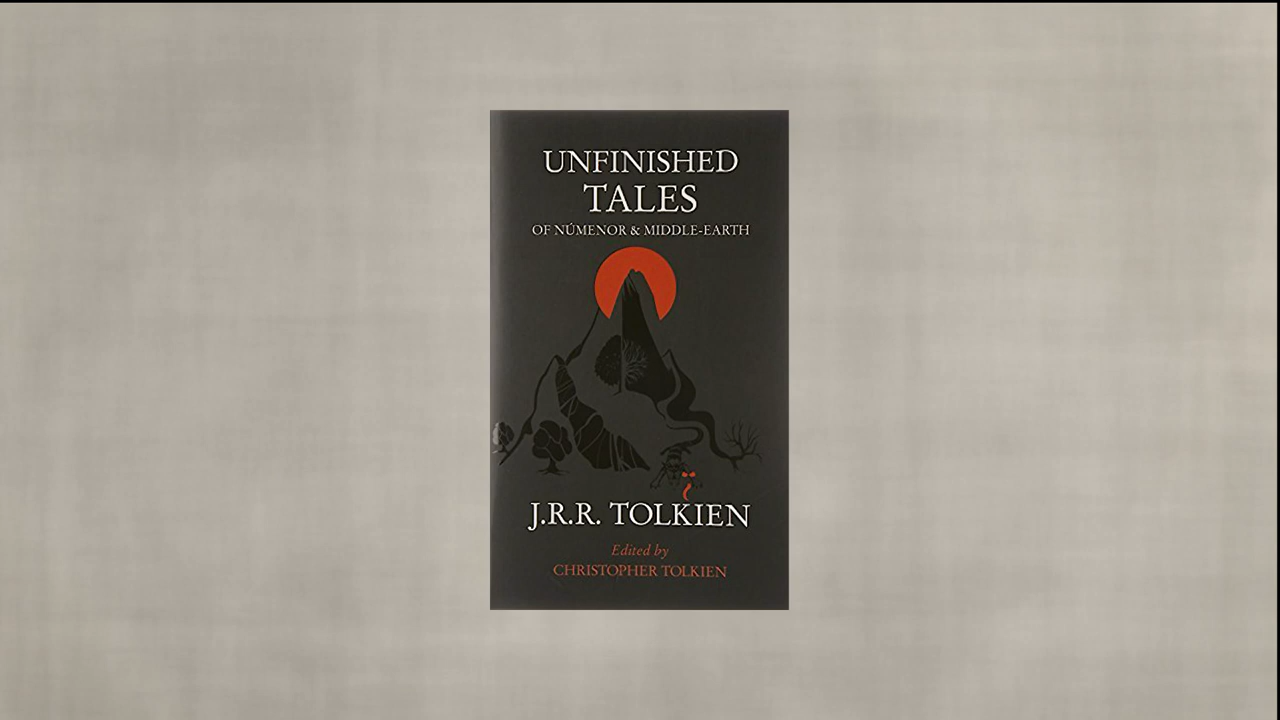 UNFINISHED
TALES
OF NÚMENOR & MIDDLE-EARTH
J.R.R. TOLKIEN
Edited by
CHRISTOPHER TOLKIEN